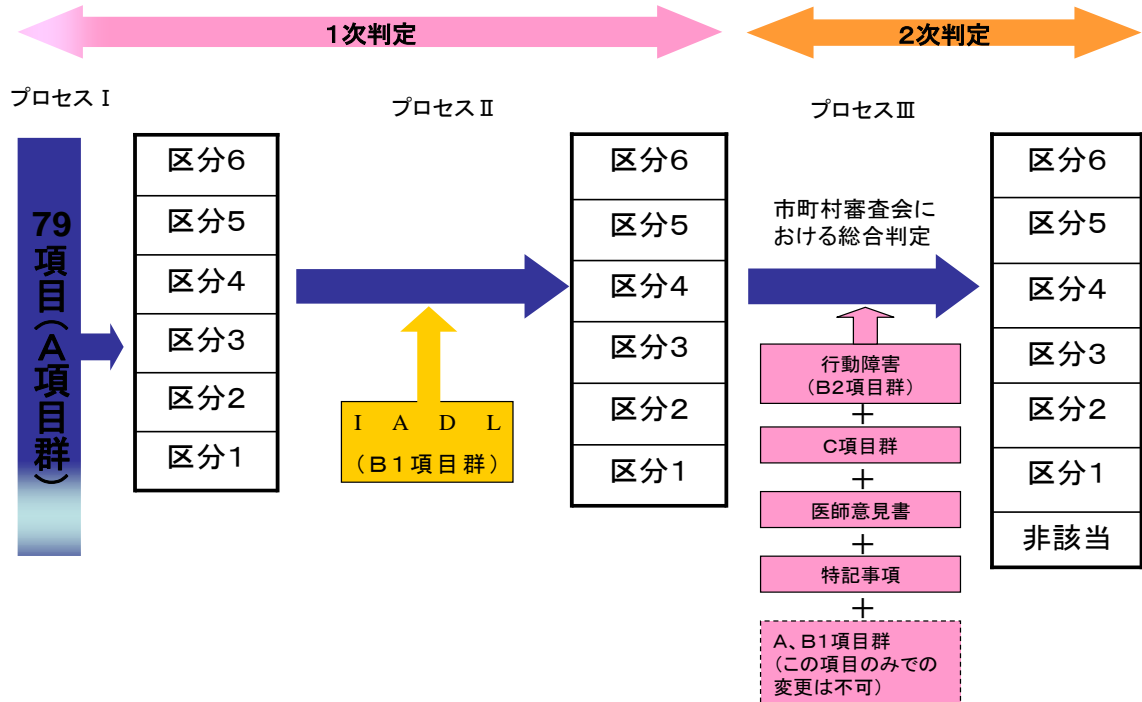 1次判定
2次判定
プロセスⅠ
プロセスⅡ
プロセスⅢ
79項目(A項目群)
区分6
区分5
区分4
区分3
区分2
区分1
I A D L
(B1項目群)
区分6
区分5
区分4
区分3
区分2
区分1
市町村審査会に
おける総合判定
行動障害
(B2項目群)
+
C項目群
+
医師意見書
+
特記事項
+
A、B1項目群
(この項目のみでの
変更は不可)
区分6
区分5
区分4
区分3
区分2
区分1
非該当